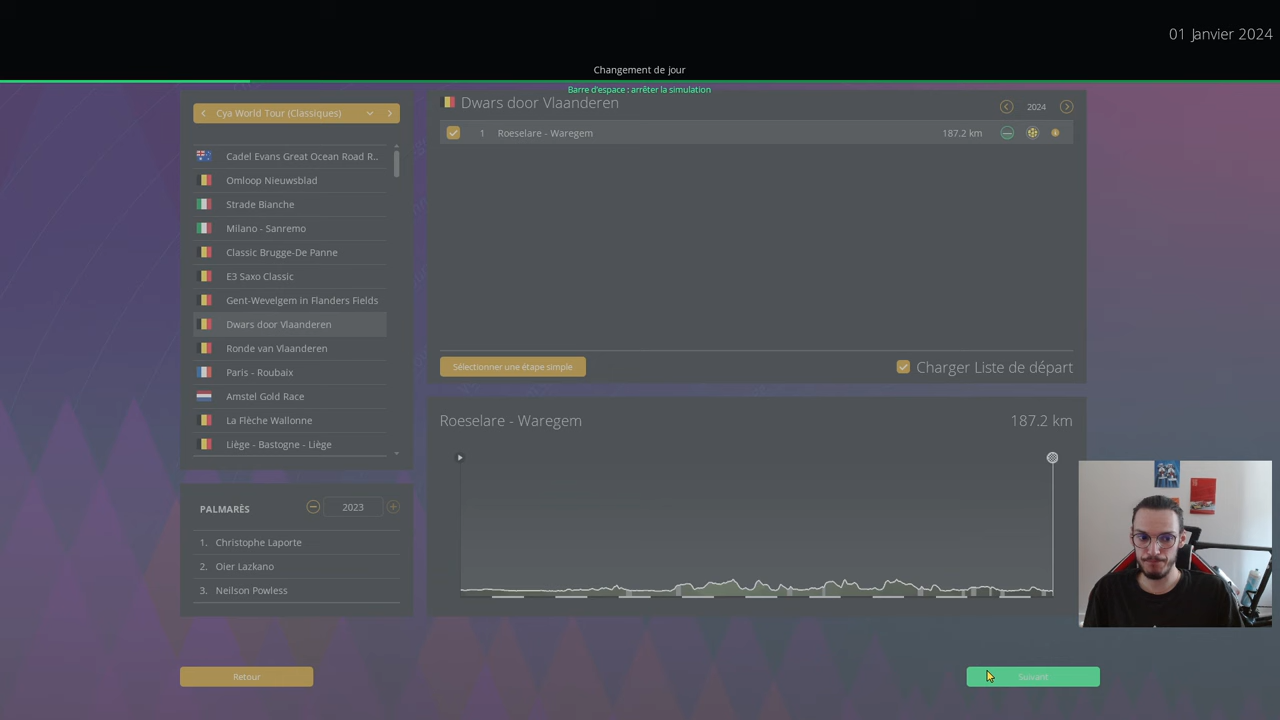 01 Janvier 2024
Changement de jour
Barre d'espace : arrêter la simulation
Cya World Tour (Classiques)
Cadel Evans Great Ocean Road R..
Omloop Nieuwsblad
Strade Bianche
Milano - Sanremo
Classic Brugge-De Panne
E3 Saxo Classic
Gent-Wevelgem in Flanders Fields
Dwars door Vlaanderen
Ronde van Vlaanderen
Paris - Roubaix
Amstel Gold Race
La Flèche Wallonne
Liège - Bastogne - Liège
PALMARÈS
2023
1. Christophe Laporte
2. Oier Lazkano
3. Neilson Powless
Retour
Dwars door Vlaanderen
2024
1 Roeselare - Waregem 187.2 km
Sélectionner une étape simple
Charger Liste de départ
Roeselare - Waregem
187.2 km
Suivant